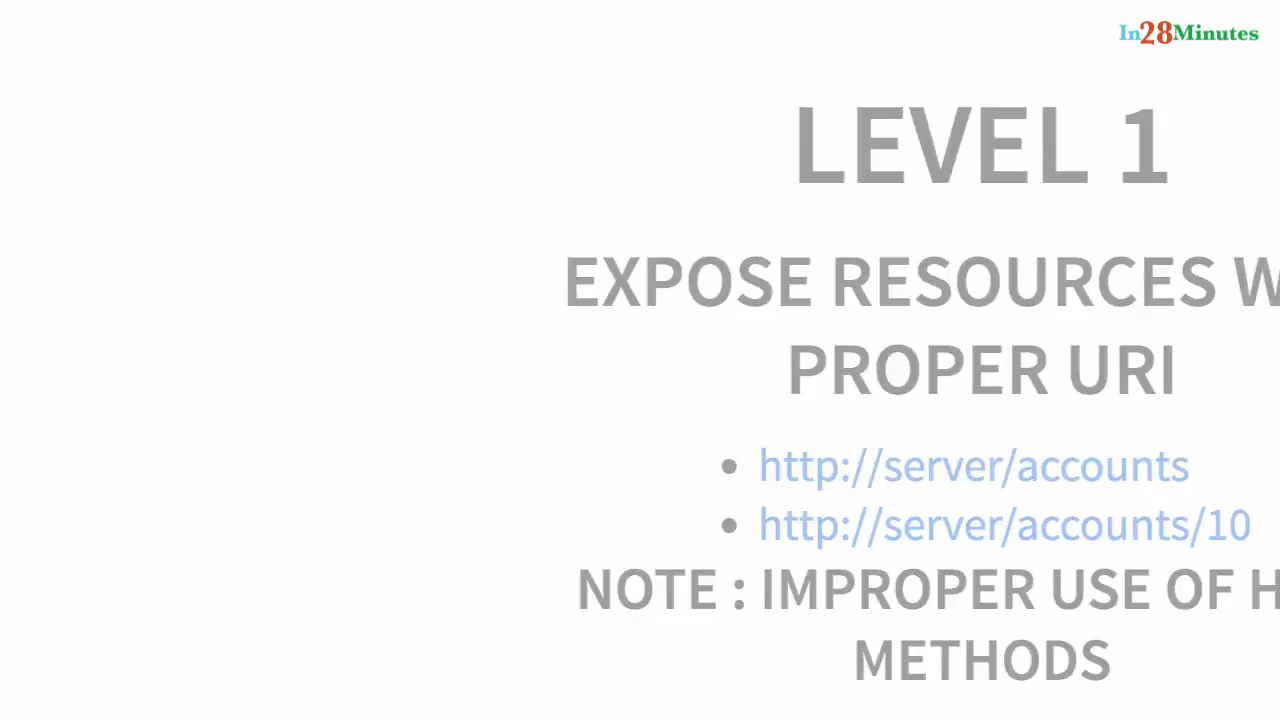 In28Minutes
LEVEL 1
EXPOSE RESOURCES
PROPER URI
• http://server/accounts
• http://server/accounts/10
NOTE : IMPROPER USE OF
METHODS